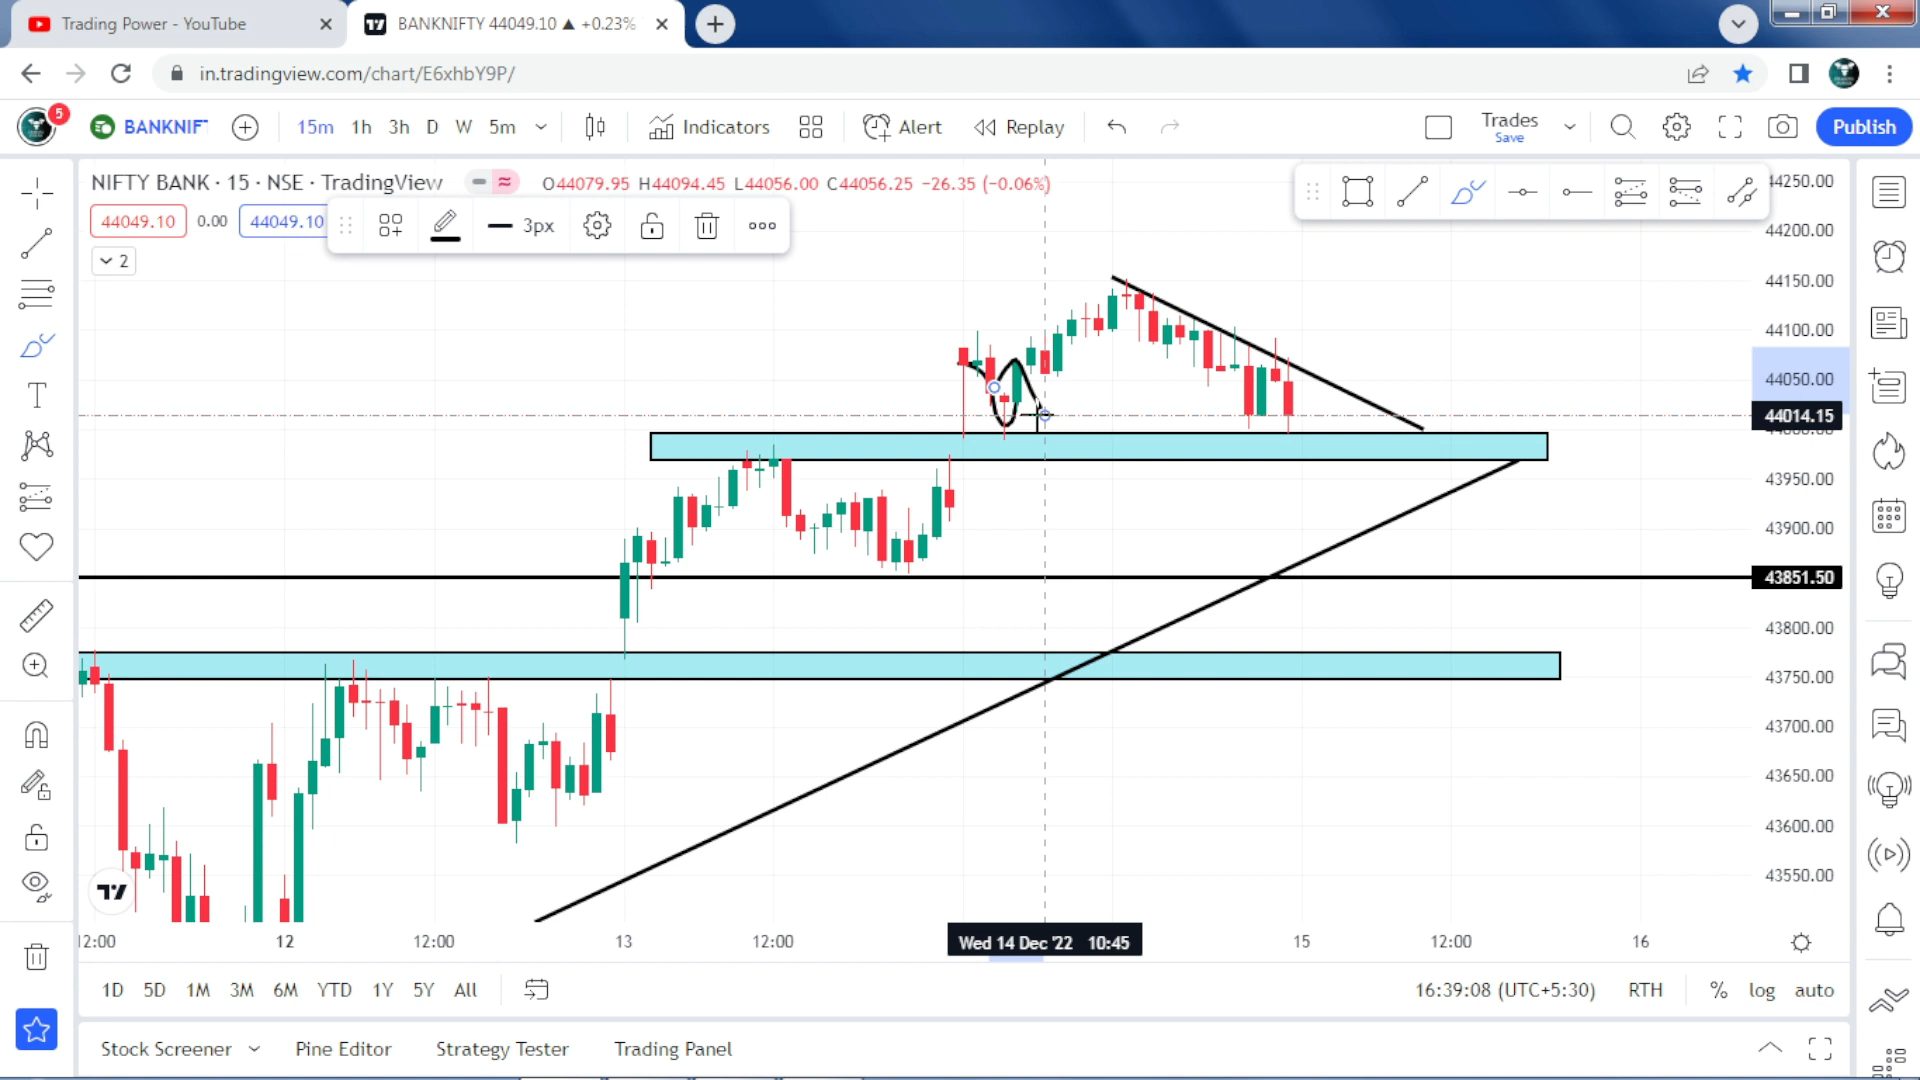 Trading Power - YouTube
BANKNIFTY 44049.10 ▲ +0.23%
in.tradingview.com/chart/E6xhbY9P/
5
BANKNIF
15m 1h 3h D W 5m
Indicators
Alert
Replay
Trades
Save
Publish
NIFTY BANK · 15 · NSE · TradingView
O44079.95 H44094.45 L44056.00 C44056.25 −26.35 (−0.06%)
44049.10 0.00 44049.10
3px
2
44250.00
44200.00
44150.00
44100.00
44050.00
44014.15
43950.00
43900.00
43851.50
43800.00
43750.00
43700.00
43650.00
43600.00
43550.00
12:00 12 12:00 13 12:00 Wed 14 Dec '22 10:45 15 12:00 16
1D 5D 1M 3M 6M YTD 1Y 5Y All
16:39:08 (UTC+5:30) RTH % log auto
Stock Screener Pine Editor Strategy Tester Trading Panel